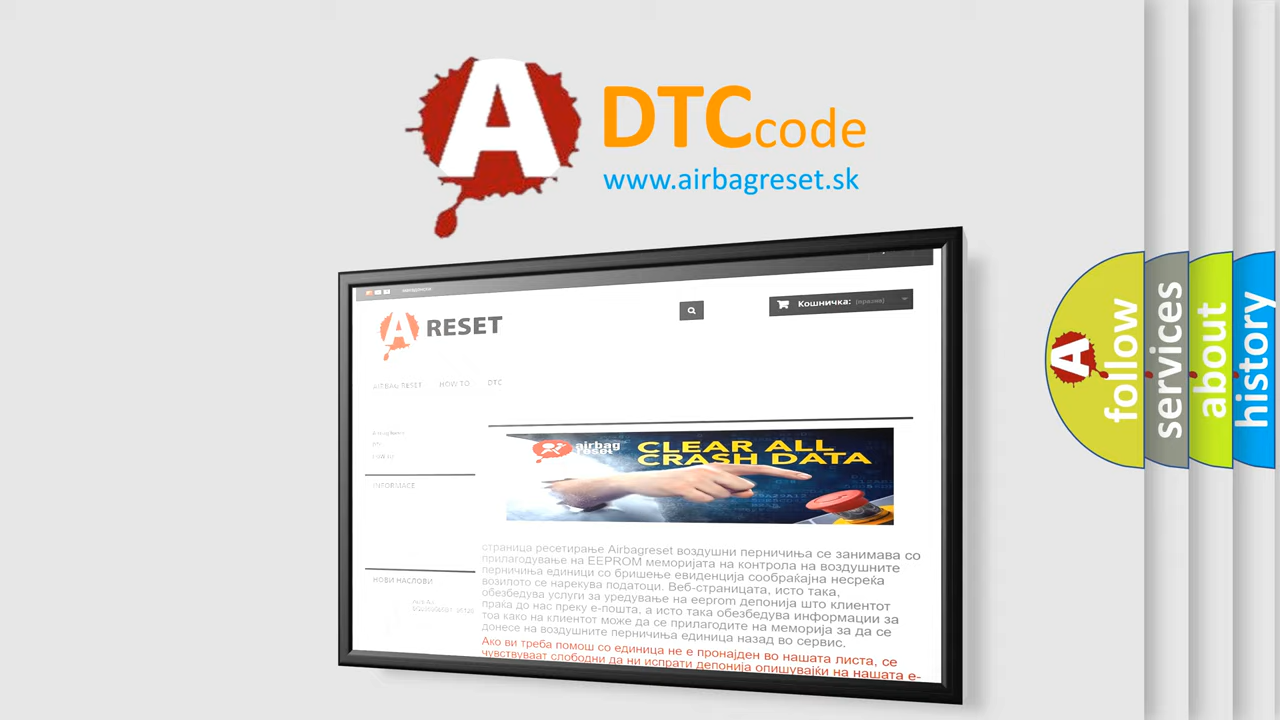 A DTCcode
www.airbagreset.sk
Кошничка: (празна)
A RESET
AIRBAG RESET HOW TO DTC
airbag
reset
CLEAR ALL
CRASH DATA
INFORMACE
НОВИ НАСЛОВИ
страница ресетирање Airbagreset воздушни перничиња се занимава со
прилагодување на EEPROM меморијата на контрола на воздушните
перничиња единици со бришење евиденција сообраќајна несреќа
возилото се нарекува податоци. Веб-страницата, исто така,
обезбедува услуги за уредување на eeprom депонија што клиентот
праќа до нас преку е-пошта, а исто така обезбедува информации за
тоа како на клиентот може да се прилагодите на меморија за да се
донесе на воздушните перничиња единица назад во сервис.
Ако ви треба помош со единица не е пронајден во нашата листа, се
чувствуваат слободни да ни испрати депонија опишувајќи на нашата е-
A follow
services
about
history